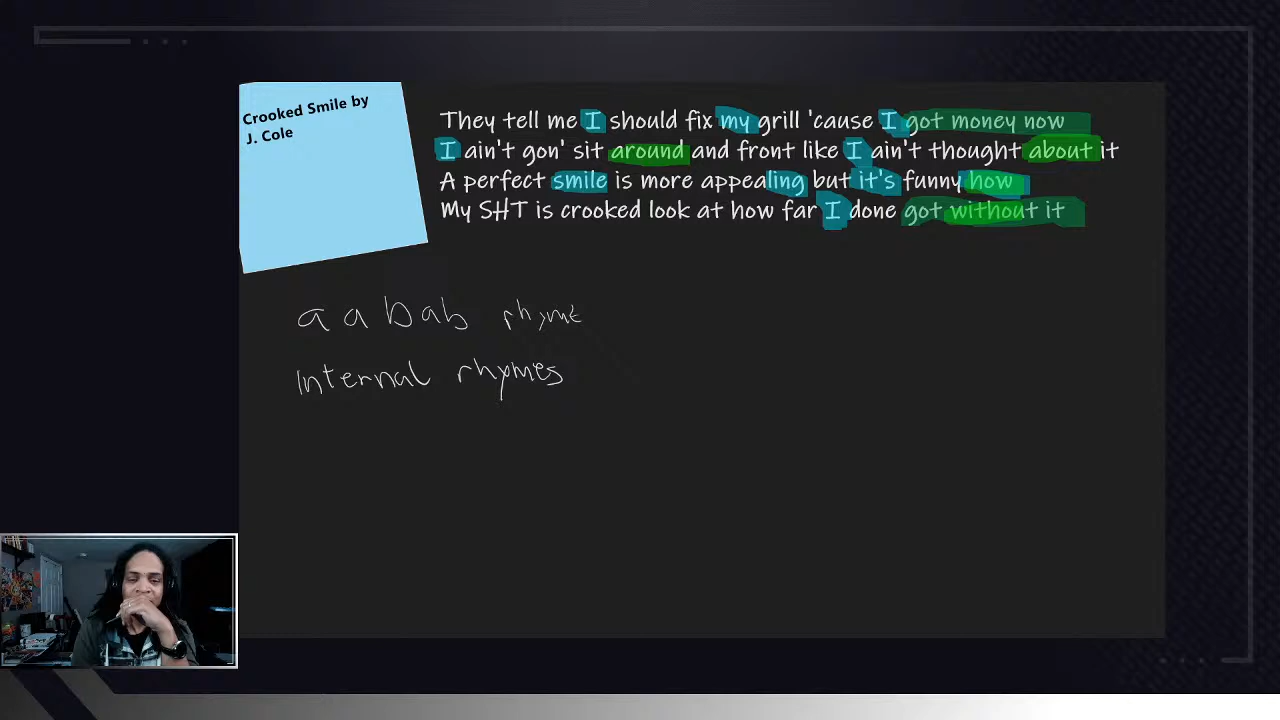 Crooked Smile by
J. Cole
They tell me I should fix my grill 'cause I got money now
I ain't gon' sit around and front like I ain't thought about it
A perfect smile is more appealing but it's funny how
My SHT is crooked look at how far I done got without it
a a b a b rhyme
Internal rhymes